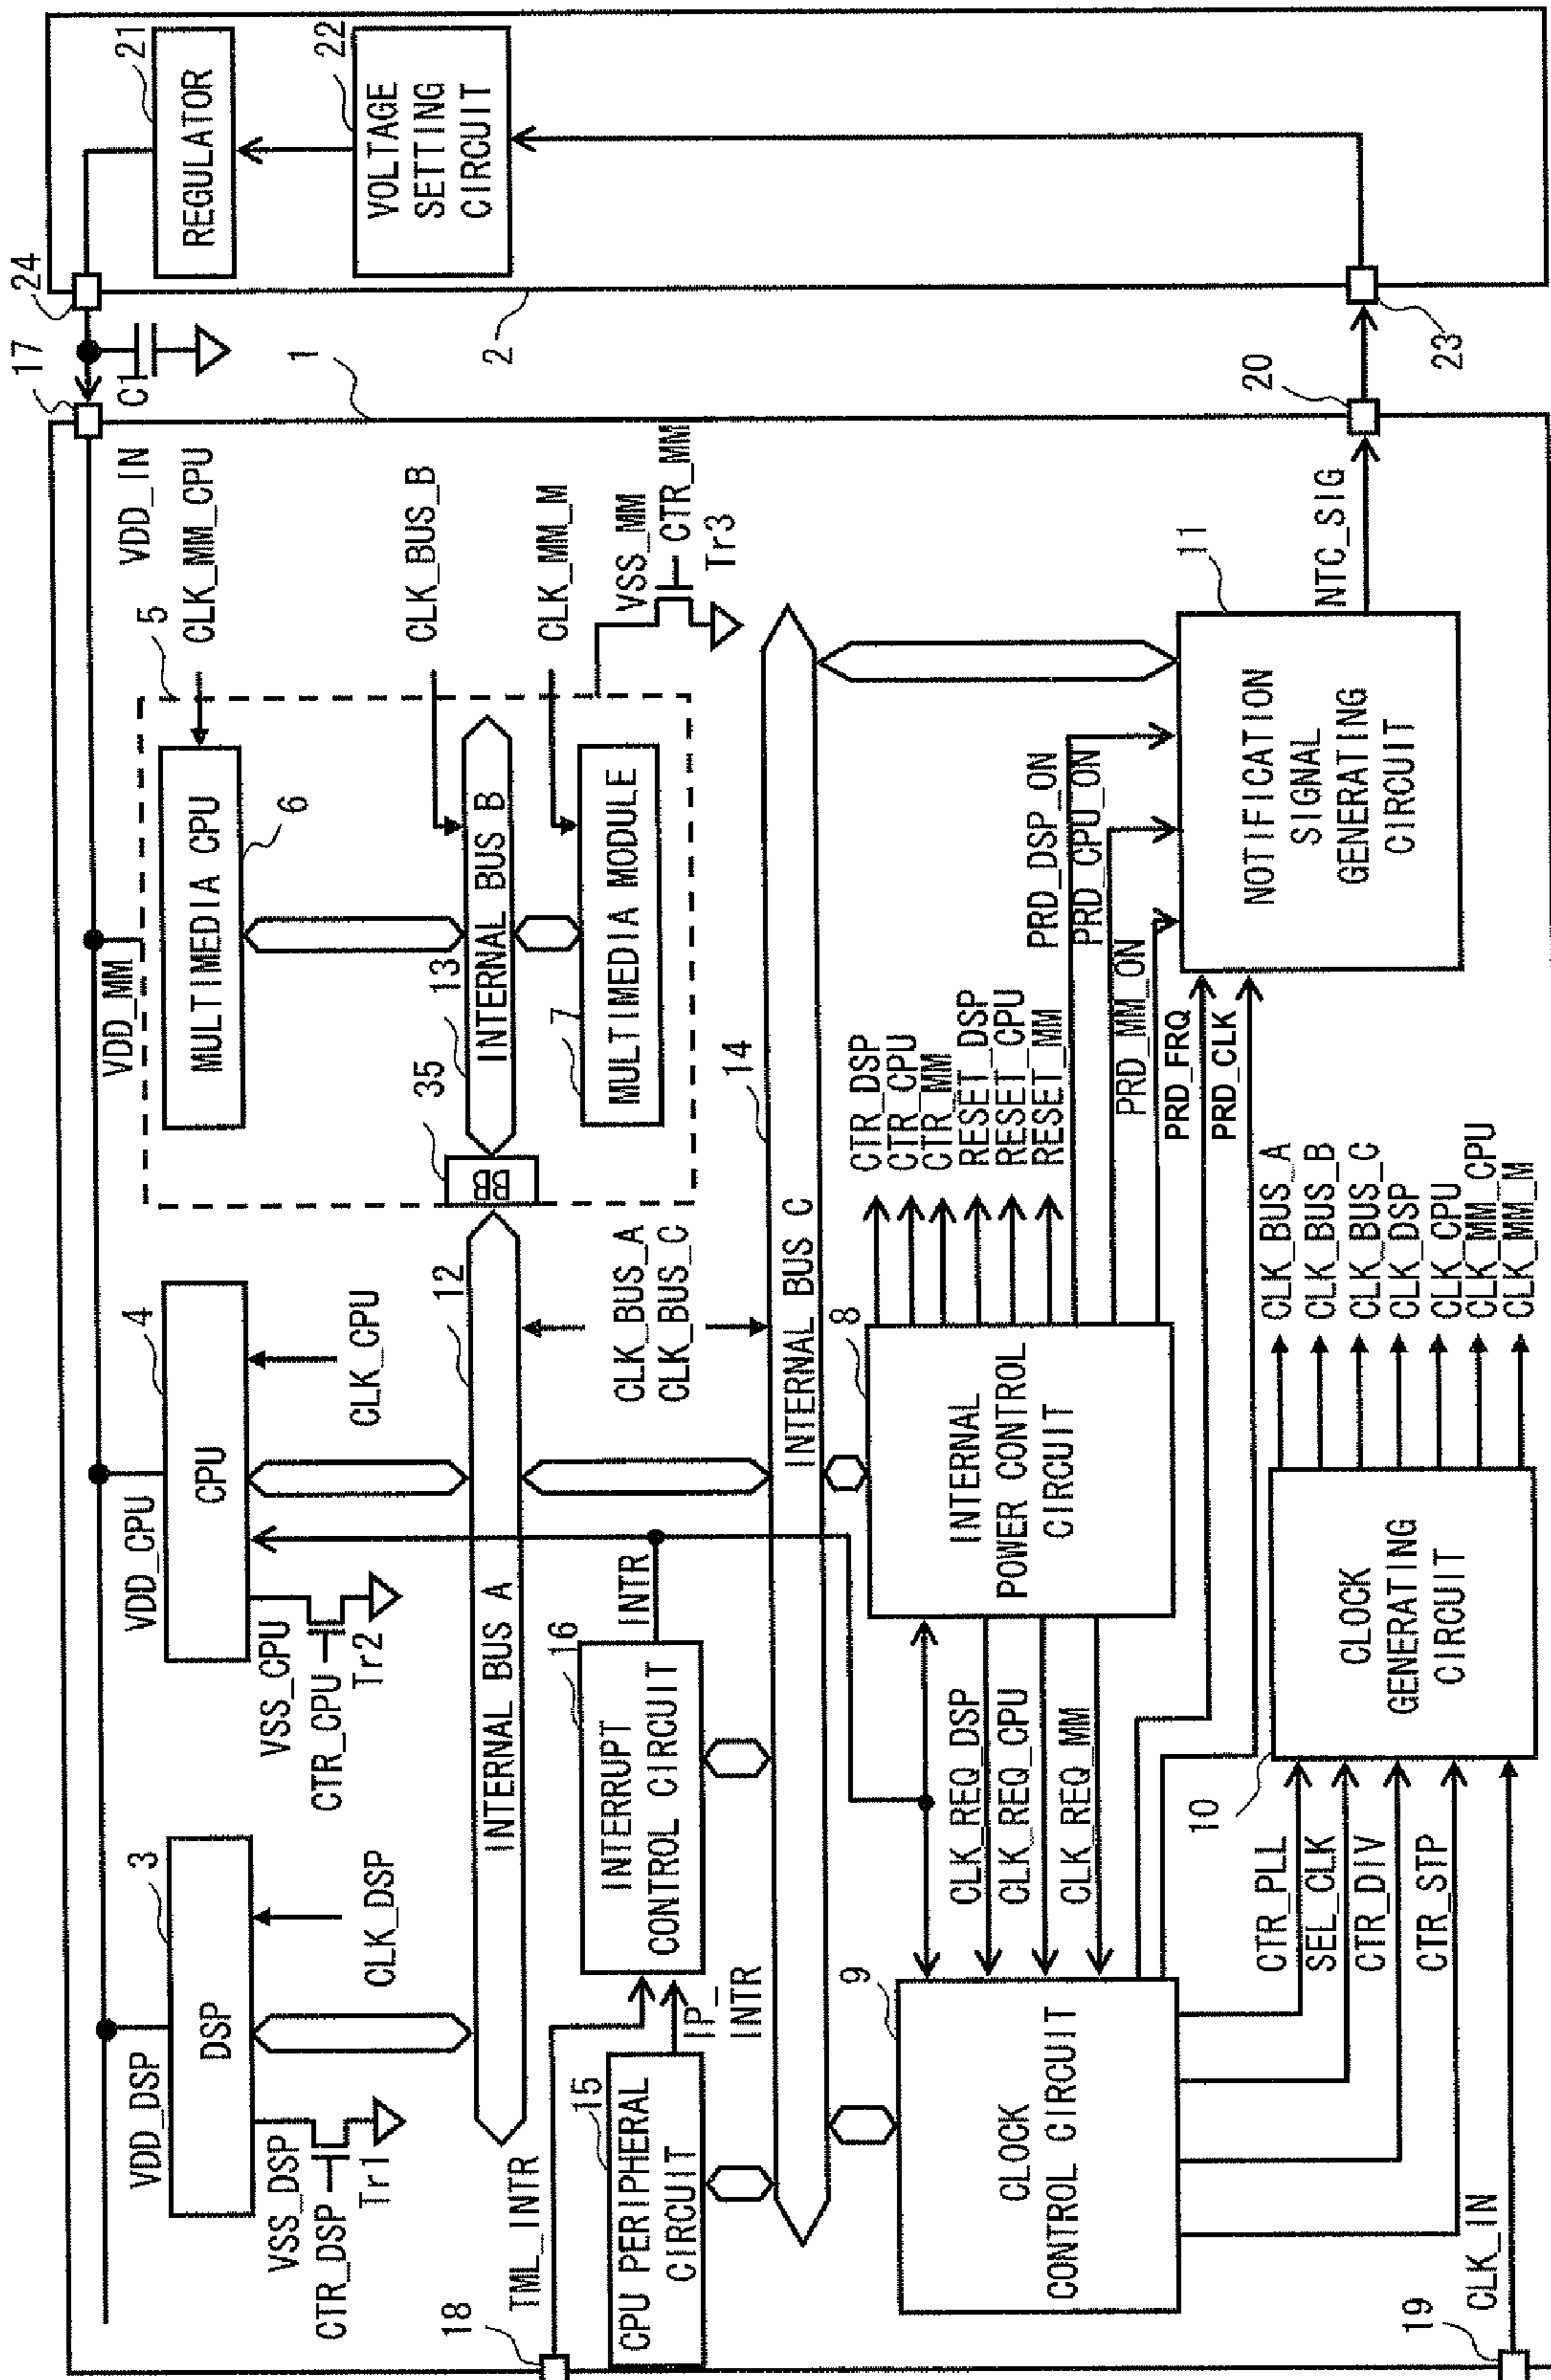 17
24
VDD_IN
C1
21
REGULATOR
22
VOLTAGE
SETTING
CIRCUIT
1
2
VDD_DSP
3
DSP
VSS_DSP
CTR_DSP
Tr1
CLK_DSP
VDD_CPU
4
CPU
VSS_CPU
CTR_CPU
Tr2
CLK_CPU
VDD_MM
5
MULTIMEDIA CPU
6
CLK_MM_CPU
CLK_BUS_B
CLK_MM_M
VSS_MM
CTR_MM
Tr3
35
BB
13
INTERNAL BUS B
7
MULTIMEDIA MODULE
INTERNAL BUS A
12
CLK_BUS_A
CLK_BUS_C
18
TML_INTR
15
CPU PERIPHERAL
CIRCUIT
IP_
INTR
16
INTERRUPT
CONTROL CIRCUIT
INTR
INTERNAL BUS C
14
9
CLOCK
CONTROL CIRCUIT
CLK_REQ_DSP
CLK_REQ_CPU
CLK_REQ_MM
8
INTERNAL
POWER CONTROL
CIRCUIT
CTR_DSP
CTR_CPU
CTR_MM
RESET_DSP
RESET_CPU
RESET_MM
PRD_DSP_ON
PRD_CPU_ON
PRD_MM_ON
PRD_FRQ
PRD_CLK
11
NOTIFICATION
SIGNAL
GENERATING
CIRCUIT
NTC_SIG
20
23
CTR_PLL
SEL_CLK
CTR_DIV
CTR_STP
19
CLK_IN
10
CLOCK
GENERATING
CIRCUIT
CLK_BUS_A
CLK_BUS_B
CLK_BUS_C
CLK_DSP
CLK_CPU
CLK_MM_CPU
CLK_MM_M